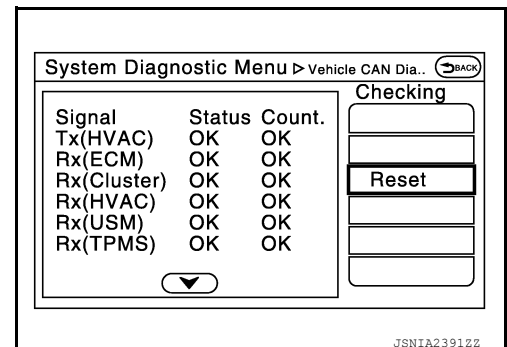 System Diagnostic Menu ▷ Vehicle CAN Dia.. BACK
Checking
Signal Status Count.
Tx(HVAC) OK OK
Rx(ECM) OK OK
Rx(Cluster) OK OK
Rx(HVAC) OK OK
Rx(USM) OK OK
Rx(TPMS) OK OK
Reset
JSNIA2391ZZ